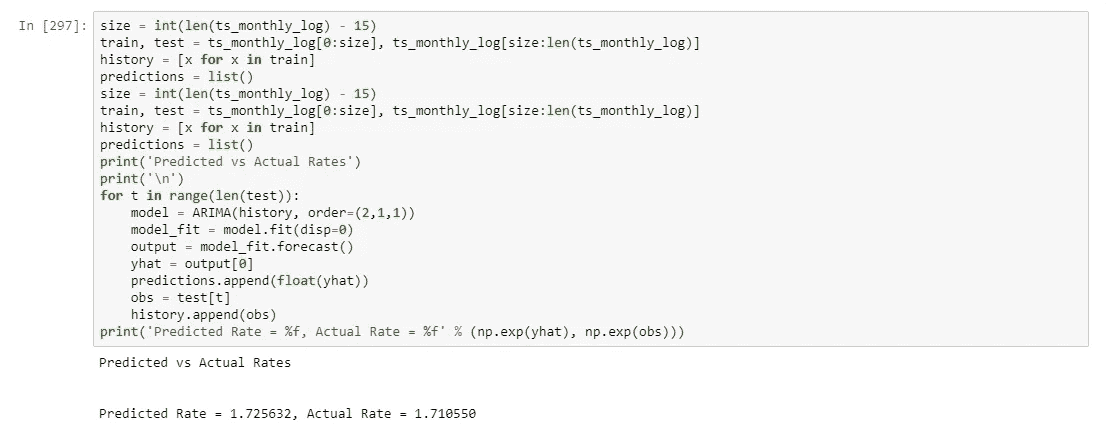 In [297]: size = int(len(ts_monthly_log) - 15)
train, test = ts_monthly_log[0:size], ts_monthly_log[size:len(ts_monthly_log)]
history = [x for x in train]
predictions = list()
size = int(len(ts_monthly_log) - 15)
train, test = ts_monthly_log[0:size], ts_monthly_log[size:len(ts_monthly_log)]
history = [x for x in train]
predictions = list()
print('Predicted vs Actual Rates')
print('\n')
for t in range(len(test)):
    model = ARIMA(history, order=(2,1,1))
    model_fit = model.fit(disp=0)
    output = model_fit.forecast()
    yhat = output[0]
    predictions.append(float(yhat))
    obs = test[t]
    history.append(obs)
print('Predicted Rate = %f, Actual Rate = %f' % (np.exp(yhat), np.exp(obs)))
Predicted vs Actual Rates
Predicted Rate = 1.725632, Actual Rate = 1.710550